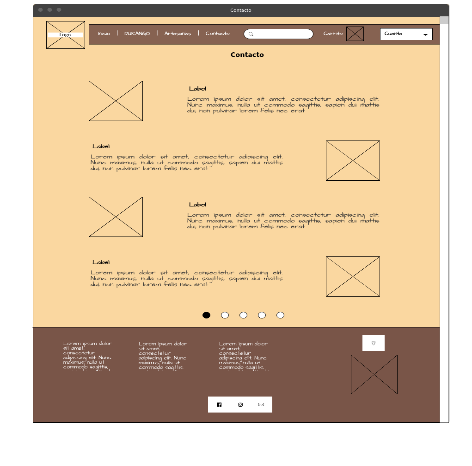 Contacto
Logo
Inicio | | Artesanias | Contacto
Carrito
Cuenta
Contacto
Label
Lorem ipsum dolor sit amet, consectetur adipiscing elit.
Nunc maximus, nulla ut commodo sagittis, sapien dui mattis
dui, non pulvinar lorem felis nec erat
Label
Lorem ipsum dolor sit amet, consectetur adipiscing elit.
Nunc maximus, nulla ut commodo sagittis, sapien dui mattis
dui, non pulvinar lorem felis nec erat
Label
Lorem ipsum dolor sit amet, consectetur adipiscing elit.
Nunc maximus, nulla ut commodo sagittis, sapien dui mattis
dui, non pulvinar lorem felis nec erat
Label
Lorem ipsum dolor sit amet, consectetur adipiscing elit.
Nunc maximus, nulla ut commodo sagittis, sapien dui mattis
dui, non pulvinar lorem felis nec erat
Lorem ipsum dolor
sit amet,
consectetur
adipiscing elit. Nunc
maximus, nulla ut
commodo sagittis,
Lorem ipsum dolor
sit amet,
consectetur
adipiscing elit. Nunc
maximus, nulla ut
commodo sagittis,
Lorem ipsum dolor
sit amet,
consectetur
adipiscing elit. Nunc
maximus, nulla ut
commodo sagittis,